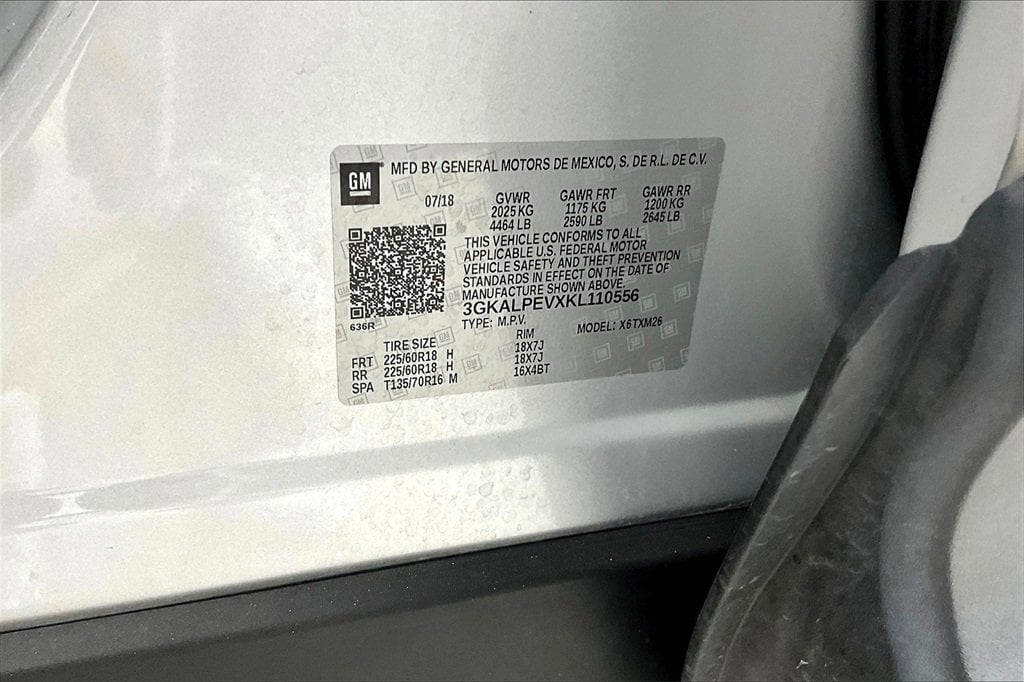 GM
MFD BY GENERAL MOTORS DE MEXICO, S. DE R.L. DE C.V.
07/18 GVWR GAWR FRT GAWR RR
2025 KG 1175 KG 1200 KG
4464 LB 2590 LB 2645 LB
THIS VEHICLE CONFORMS TO ALL
APPLICABLE U.S. FEDERAL MOTOR
VEHICLE SAFETY AND THEFT PREVENTION
STANDARDS IN EFFECT ON THE DATE OF
MANUFACTURE SHOWN ABOVE.
3GKALPEVXKL110556
636R TYPE: M.P.V. MODEL: X6TXM26
TIRE SIZE RIM
FRT 225/60R18 H 18X7J
RR 225/60R18 H 18X7J
SPA T135/70R16 M 16X4BT